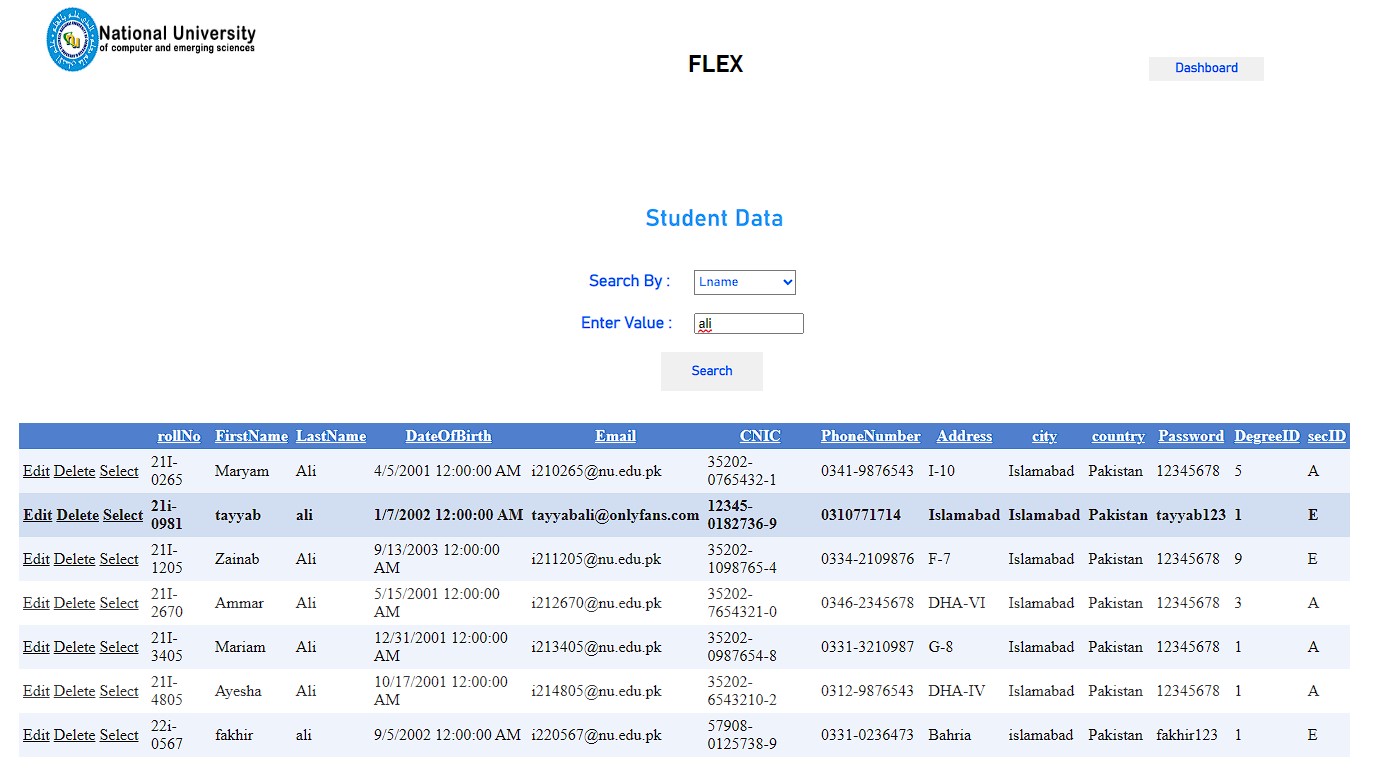 National University
of computer and emerging sciences
FLEX
Dashboard
Student Data
Search By :
Lname
Enter Value :
ali
Search
rollNo FirstName LastName DateOfBirth Email CNIC PhoneNumber Address city country Password DegreeID secID
Edit Delete Select 21I-0265 Maryam Ali 4/5/2001 12:00:00 AM i210265@nu.edu.pk 35202-0765432-1 0341-9876543 I-10 Islamabad Pakistan 12345678 5 A
Edit Delete Select 21i-0981 tayyab ali 1/7/2002 12:00:00 AM tayyabali@onlyfans.com 12345-0182736-9 0310771714 Islamabad Islamabad Pakistan tayyab123 1 E
Edit Delete Select 21I-1205 Zainab Ali 9/13/2003 12:00:00 AM i211205@nu.edu.pk 35202-1098765-4 0334-2109876 F-7 Islamabad Pakistan 12345678 9 E
Edit Delete Select 21I-2670 Ammar Ali 5/15/2001 12:00:00 AM i212670@nu.edu.pk 35202-7654321-0 0346-2345678 DHA-VI Islamabad Pakistan 12345678 3 A
Edit Delete Select 21I-3405 Mariam Ali 12/31/2001 12:00:00 AM i213405@nu.edu.pk 35202-0987654-8 0331-3210987 G-8 Islamabad Pakistan 12345678 1 A
Edit Delete Select 21I-4805 Ayesha Ali 10/17/2001 12:00:00 AM i214805@nu.edu.pk 35202-6543210-2 0312-9876543 DHA-IV Islamabad Pakistan 12345678 1 A
Edit Delete Select 22i-0567 fakhir ali 9/5/2002 12:00:00 AM i220567@nu.edu.pk 57908-0125738-9 0331-0236473 Bahria islamabad Pakistan fakhir123 1 E